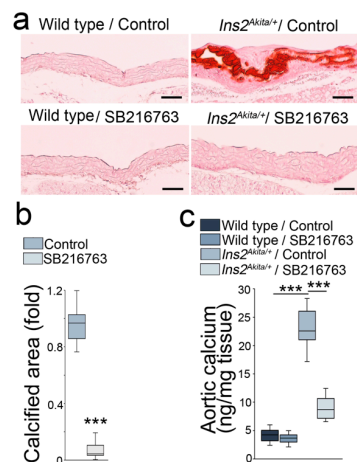 a
Wild type / Control
Ins2Akita/+ / Control
Wild type / SB216763
Ins2Akita/+ / SB216763
b
Control
SB216763
Calcified area (fold)
1.2
0.8
0.4
0
***
c
Wild type / Control
Wild type / SB216763
Ins2Akita/+ / Control
Ins2Akita/+ / SB216763
Aortic calcium
(ng/mg tissue)
30
25
20
15
10
5
0
***
***